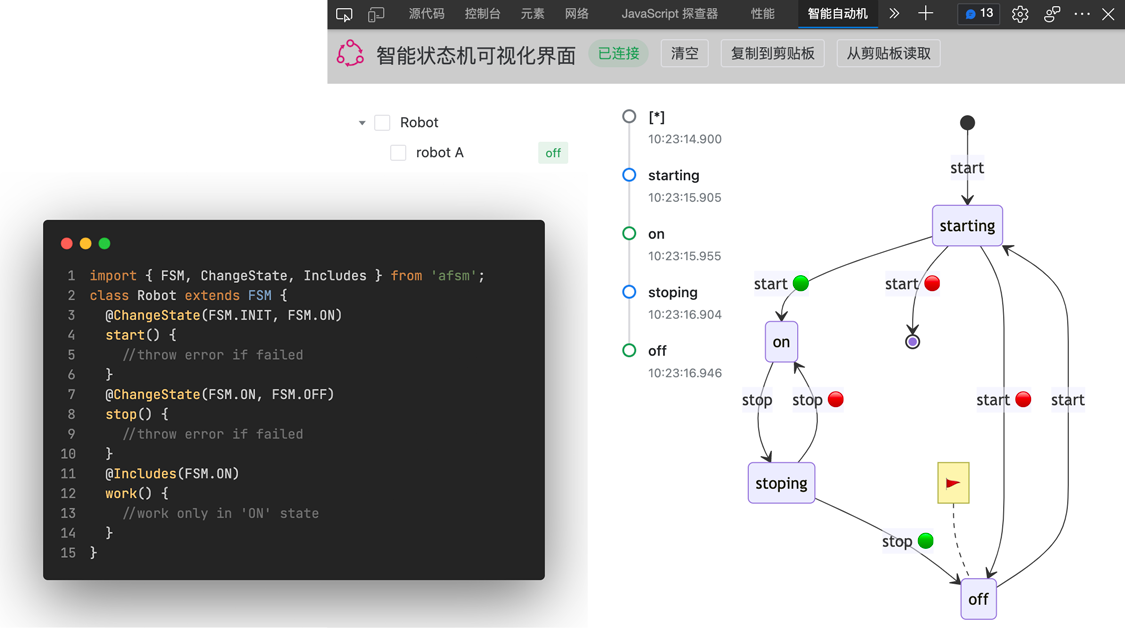 源代码 控制台 元素 网络 JavaScript 探查器 性能 智能自动机 13
智能状态机可视化界面 已连接 清空 复制到剪贴板 从剪贴板读取
Robot
robot A off
1 import { FSM, ChangeState, Includes } from 'afsm';
2 class Robot extends FSM {
3 @ChangeState(FSM.INIT, FSM.ON)
4 start() {
5 //throw error if failed
6 }
7 @ChangeState(FSM.ON, FSM.OFF)
8 stop() {
9 //throw error if failed
10 }
11 @Includes(FSM.ON)
12 work() {
13 //work only in 'ON' state
14 }
15 }
[*]
10:23:14.900
starting
10:23:15.905
on
10:23:15.955
stoping
10:23:16.904
off
10:23:16.946
start
starting
start start
on
stop stop start start
stoping
stop
off